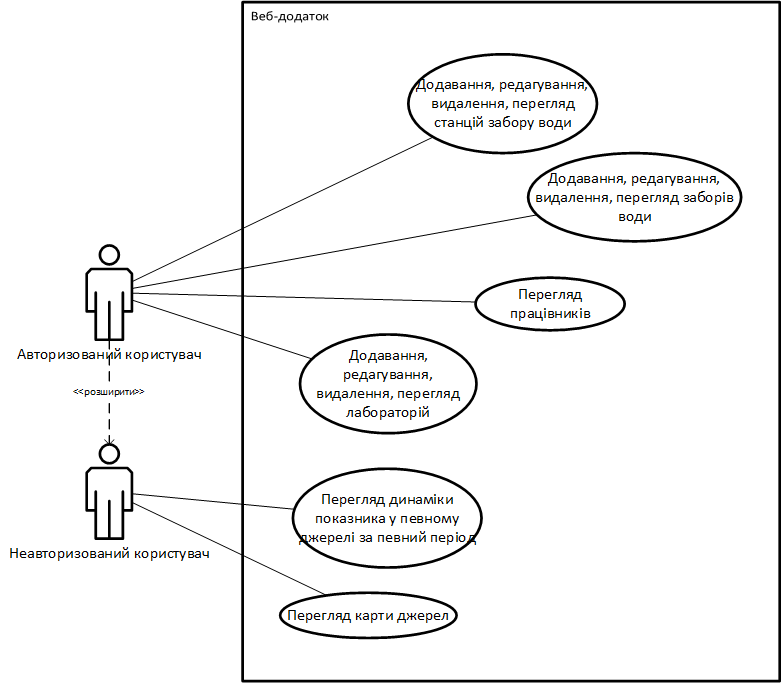 Веб-додаток
Додавання, редагування,
видалення, перегляд
станцій забору води
Додавання, редагування,
видалення, перегляд заборів
води
Перегляд
працівників
Авторизований користувач
Додавання,
редагування,
видалення, перегляд
лабораторій
<<розширити>>
Неавторизований користувач
Перегляд динаміки
показника у певному
джерелі за певний період
Перегляд карти джерел